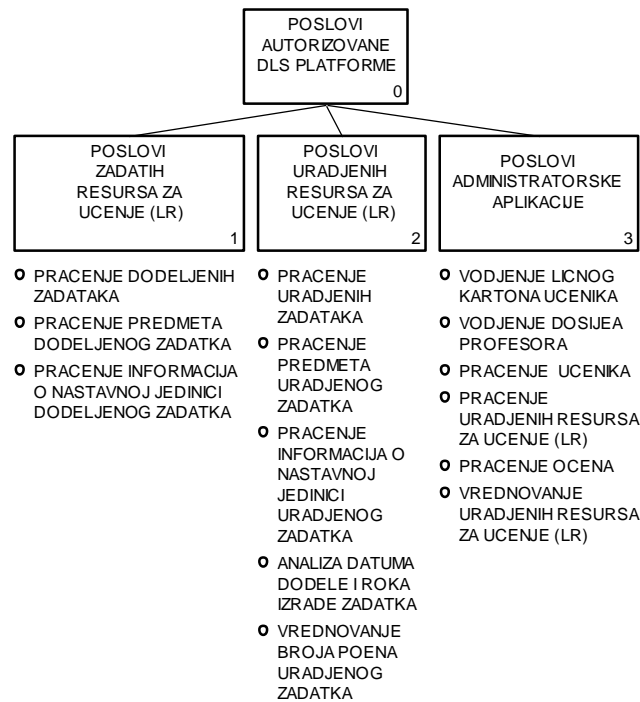 POSLOVI
AUTORIZOVANE
DLS PLATFORME
0
POSLOVI
ZADATIH
RESURSA ZA
UCENJE (LR)
1
POSLOVI
URADJENIH
RESURSA ZA
UCENJE (LR)
2
POSLOVI
ADMINISTRATORSKE
APLIKACIJE
3
PRACENJE DODELJENIH
ZADATAKA
PRACENJE PREDMETA
DODELJENOG ZADATKA
PRACENJE INFORMACIJA
O NASTAVNOJ JEDINICI
DODELJENOG ZADATKA
PRACENJE
URADJENIH
ZADATAKA
PRACENJE
PREDMETA
URADJENOG
ZADATKA
PRACENJE
INFORMACIJA O
NASTAVNOJ
JEDINICI
URADJENOG
ZADATKA
ANALIZA DATUMA
DODELE I ROKA
IZRADE ZADATKA
VREDNOVANJE
BROJA POENA
URADJENOG
ZADATKA
VODJENJE LICNOG
KARTONA UCENIKA
VODJENJE DOSIJEA
PROFESORA
PRACENJE UCENIKA
PRACENJE
URADJENIH RESURSA
ZA UCENJE (LR)
PRACENJE OCENA
VREDNOVANJE
URADJENIH RESURSA
ZA UCENJE (LR)